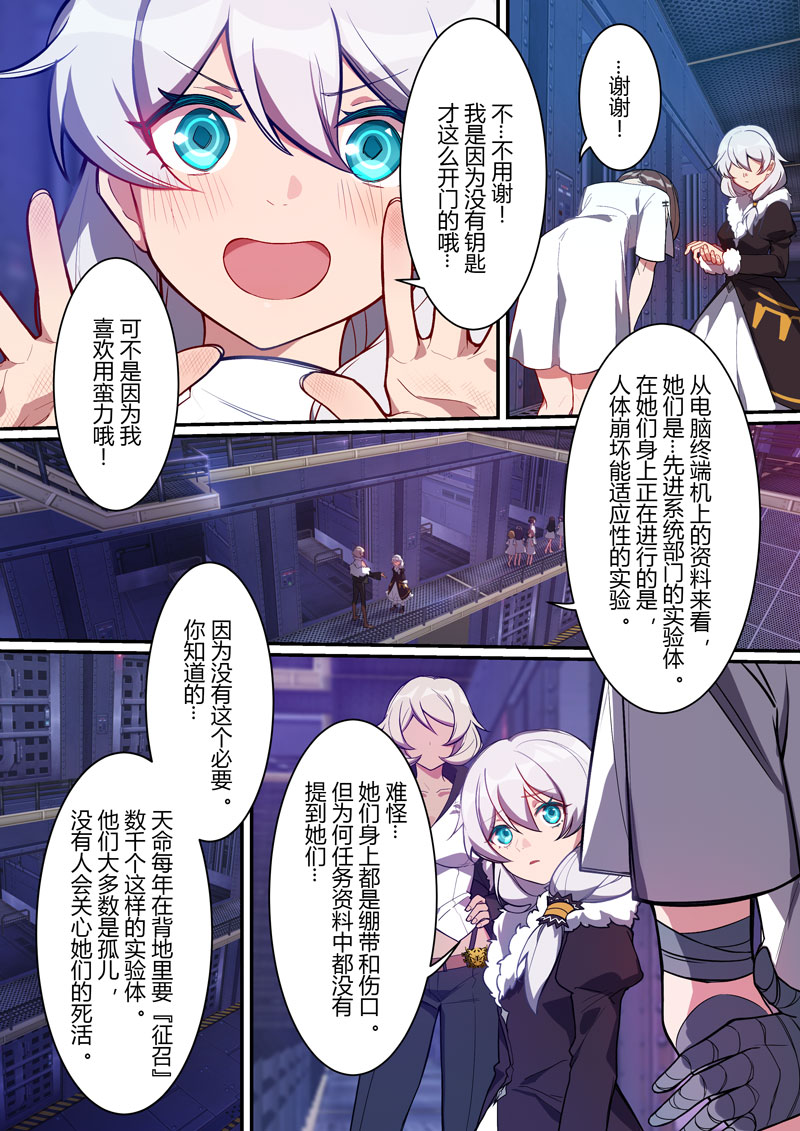 …谢谢！
不…不用谢！
我是因为没有钥匙
才这么开门的哦…
可不是因为我
喜欢用蛮力哦！
从电脑终端机上的资料来看，
她们是…先进系统部门的实验体。
在她们身上正在进行的是，
人体崩坏能适应性的实验。
难怪…
她们身上都是绷带和伤口。
但为何任务资料中都没有
提到她们…
因为没有这个必要。
你知道的…
天命每年在背地里要『征召』
数千个这样的实验体。
他们大多数是孤儿，
没有人会关心她们的死活。